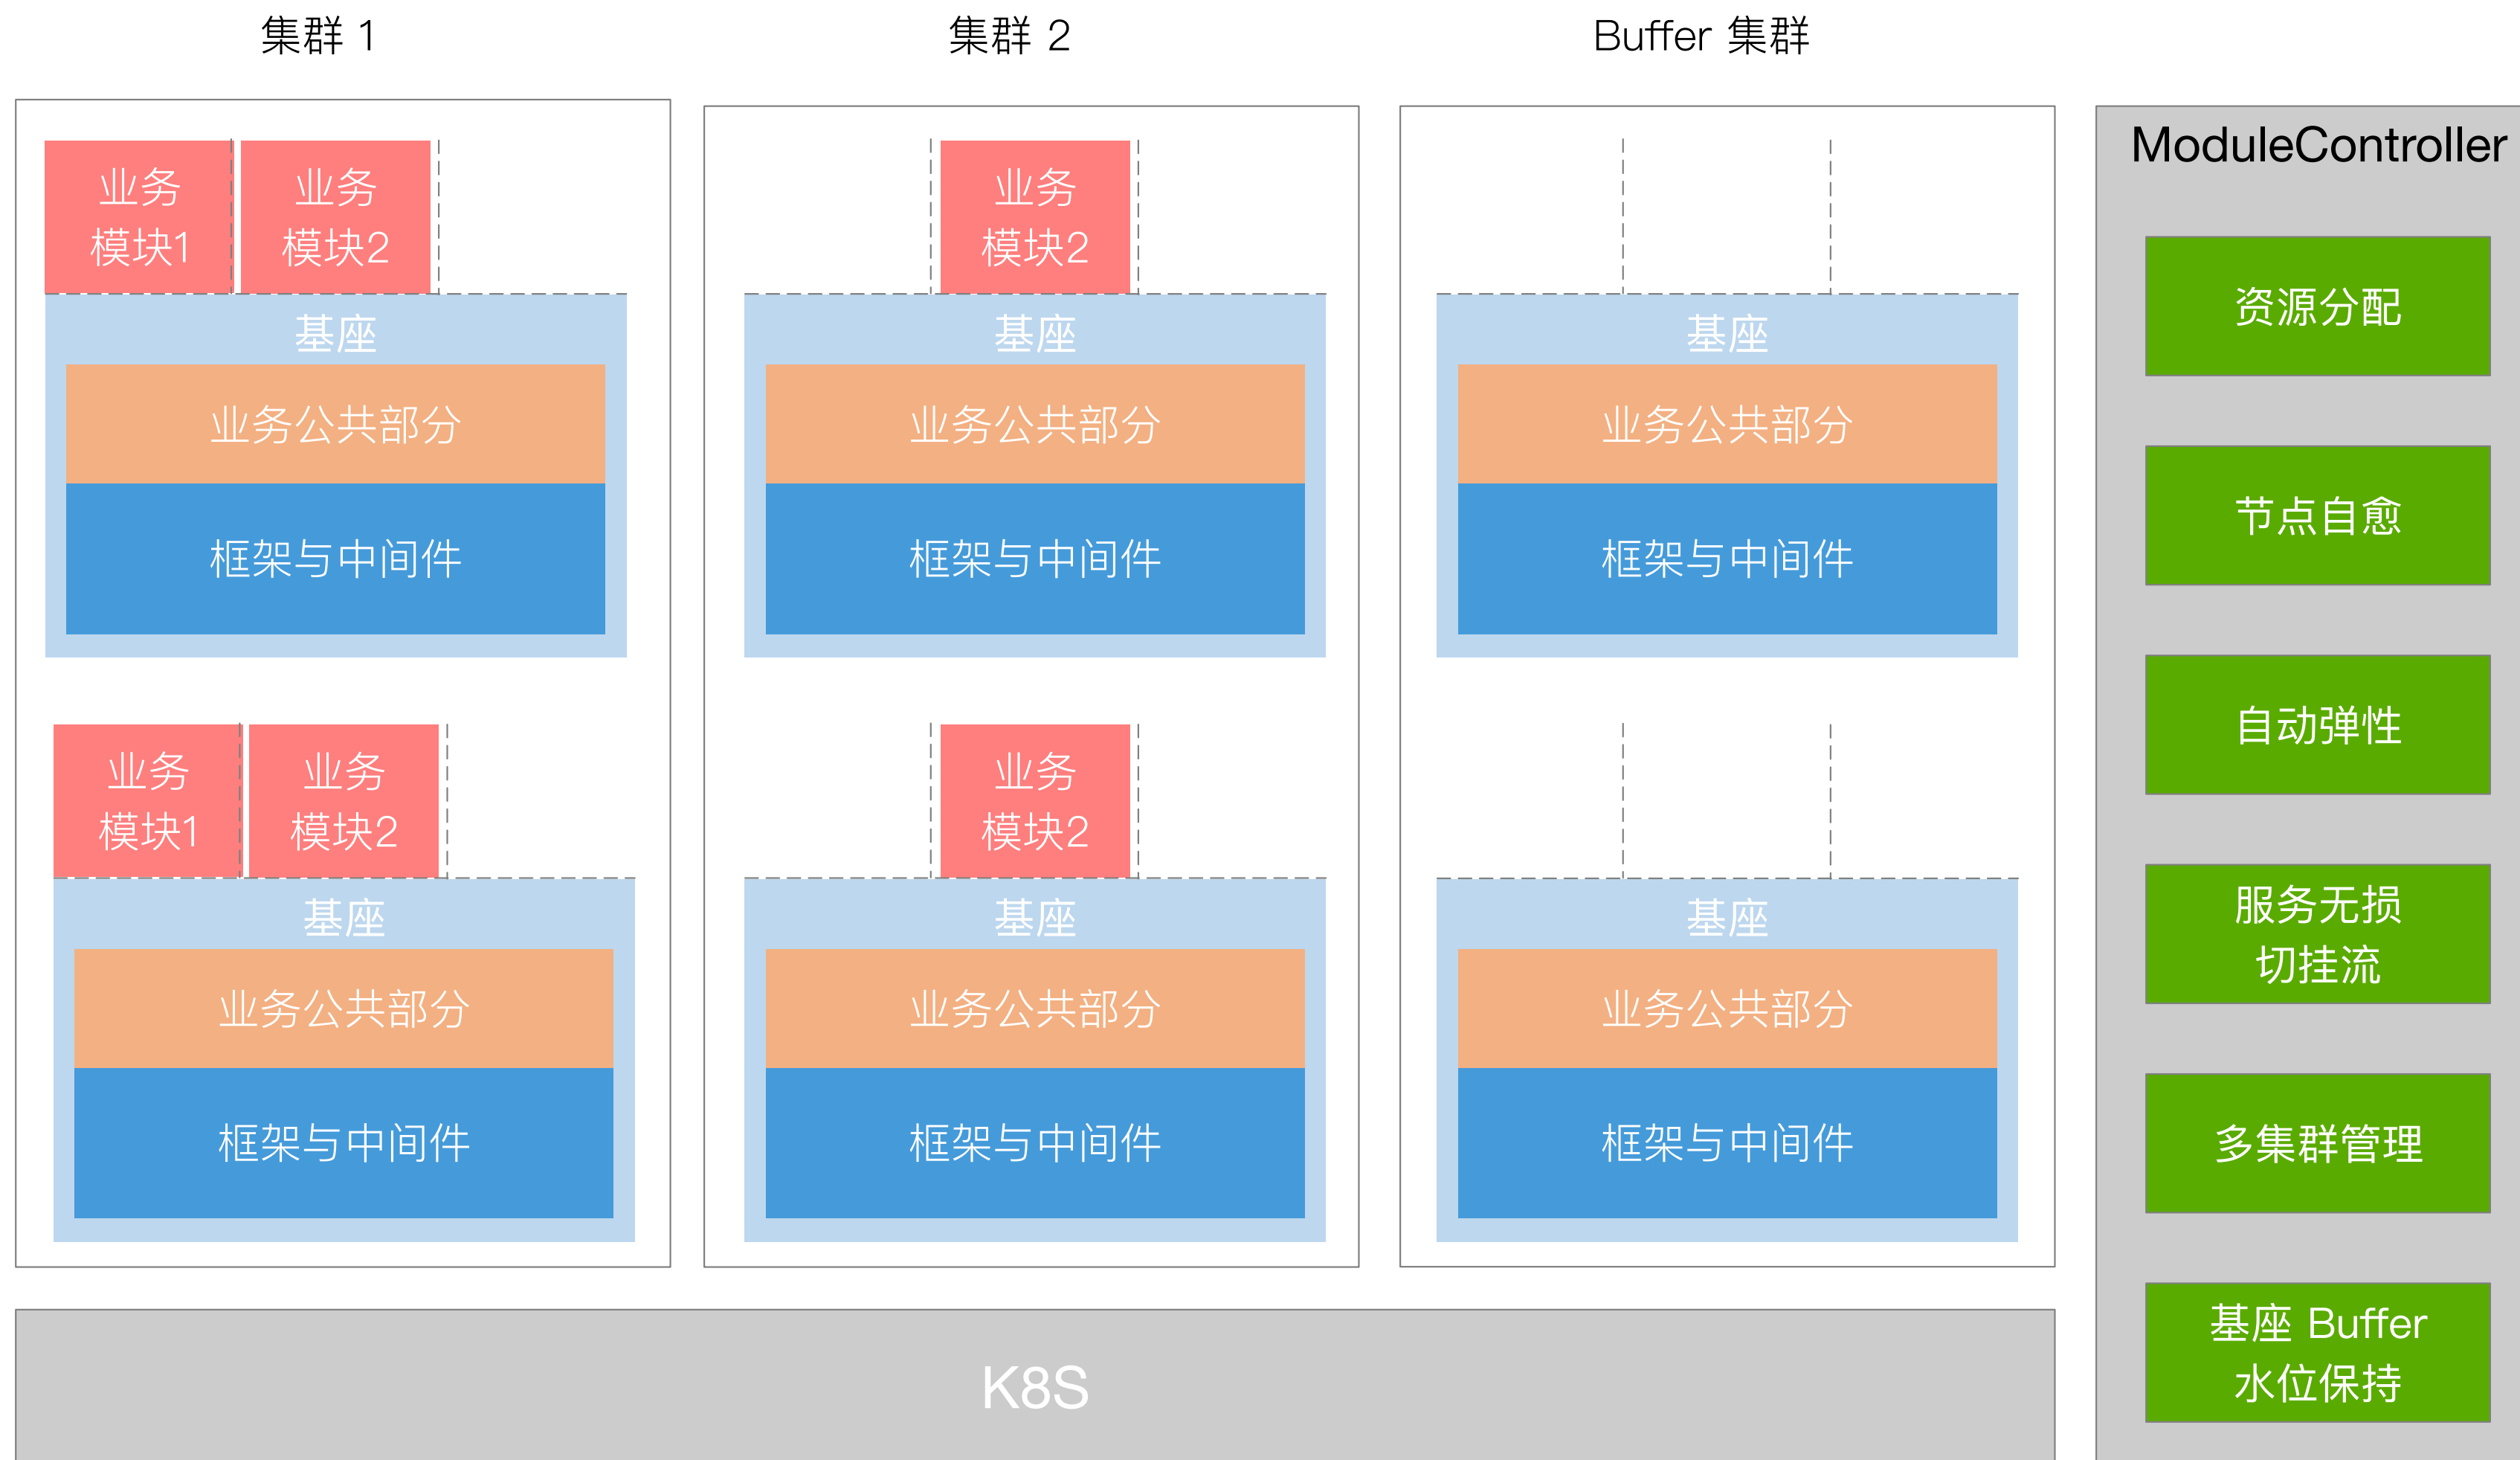 集群 1
业务
模块1
业务
模块2
基座
业务公共部分
框架与中间件
业务
模块1
业务
模块2
基座
业务公共部分
框架与中间件
集群 2
业务
模块2
基座
业务公共部分
框架与中间件
业务
模块2
基座
业务公共部分
框架与中间件
Buffer 集群
基座
业务公共部分
框架与中间件
基座
业务公共部分
框架与中间件
K8S
ModuleController
资源分配
节点自愈
自动弹性
服务无损
切挂流
多集群管理
基座 Buffer
水位保持